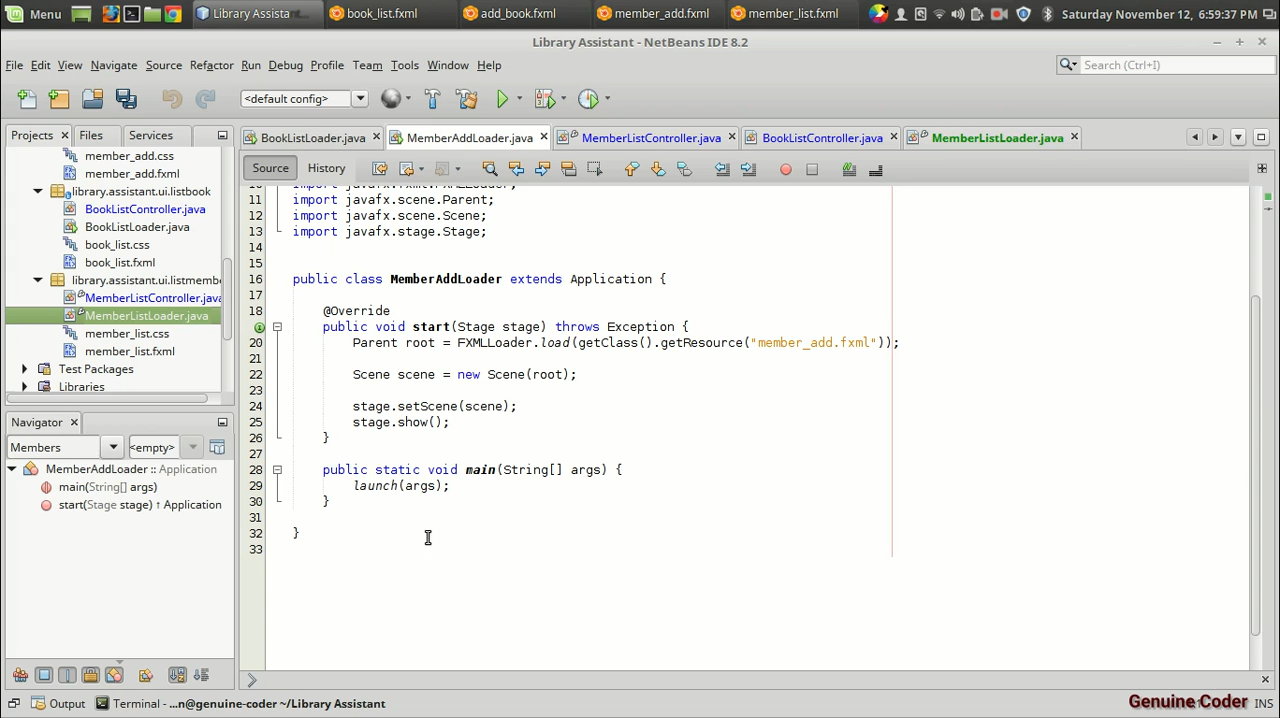 Menu
Library Assista
book_list.fxml
add_book.fxml
member_add.fxml
member_list.fxml
Saturday November 12, 6:59:37 PM
Library Assistant - NetBeans IDE 8.2
File Edit View Navigate Source Refactor Run Debug Profile Team Tools Window Help
Search (Ctrl+I)
<default config>
Projects Files Services
BookListLoader.java
MemberAddLoader.java
MemberListController.java
BookListController.java
MemberListLoader.java
Source History
member_add.css
member_add.fxml
library.assistant.ui.listbook
BookListController.java
BookListLoader.java
book_list.css
book_list.fxml
library.assistant.ui.listmembe
MemberListController.java
MemberListLoader.java
member_list.css
member_list.fxml
Test Packages
Libraries
Navigator
Members
<empty>
MemberAddLoader :: Application
main(String[] args)
start(Stage stage) ↑ Application
10 import javafx.fxml.FXMLLoader;
11 import javafx.scene.Parent;
12 import javafx.scene.Scene;
13 import javafx.stage.Stage;
14
15
16 public class MemberAddLoader extends Application {
17
18 @Override
public void start(Stage stage) throws Exception {
20 Parent root = FXMLLoader.load(getClass().getResource("member_add.fxml"));
21
22 Scene scene = new Scene(root);
23
24 stage.setScene(scene);
25 stage.show();
26 }
27
28 public static void main(String[] args) {
29 launch(args);
30 }
31
32 }
33
Output
Terminal - ...n@genuine-coder ~/Library Assistant
Genuine Coder
INS